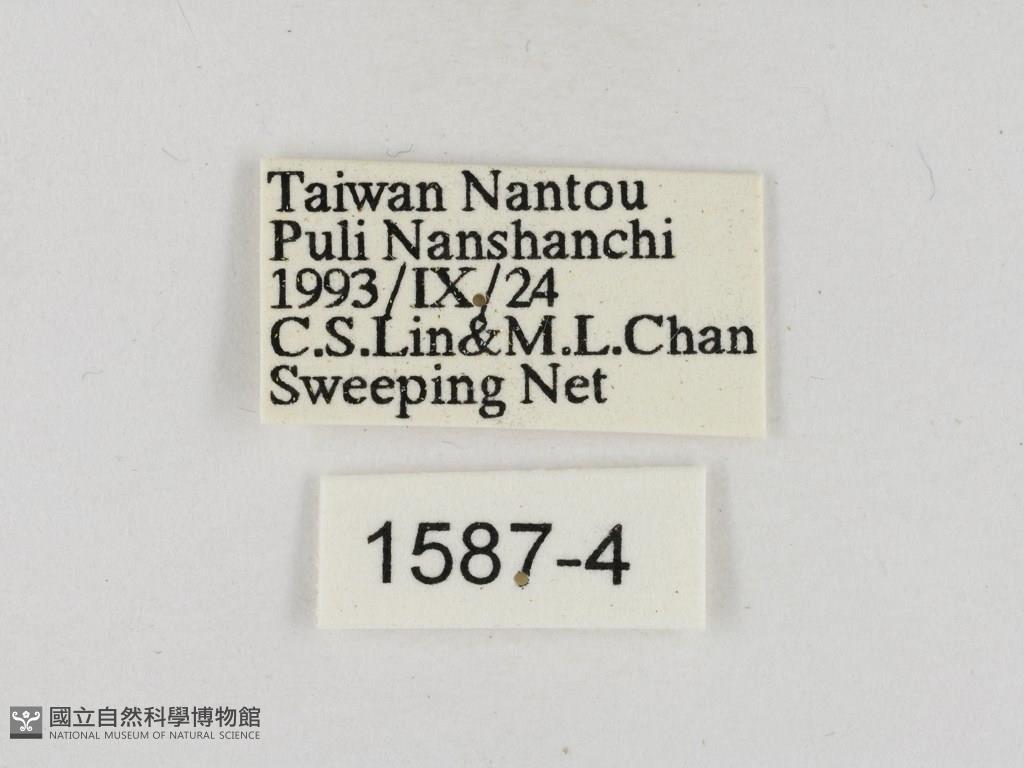 Taiwan Nantou
Puli Nanshanchi
1993/IX/24
C.S.Lin&M.L.Chan
Sweeping Net
1587-4
國立自然科學博物館
NATIONAL MUSEUM OF NATURAL SCIENCE